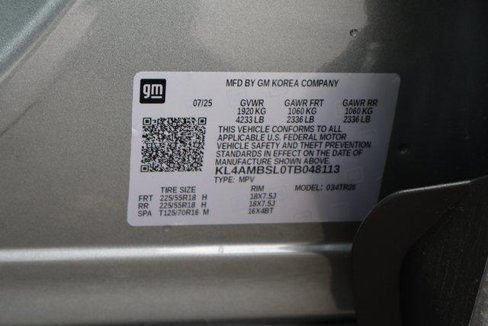 gm
MFD BY GM KOREA COMPANY
07/25 GVWR GAWR FRT GAWR RR
1920 KG 1060 KG 1060 KG
4233 LB 2336 LB 2336 LB
THIS VEHICLE CONFORMS TO ALL
APPLICABLE U.S. FEDERAL MOTOR
VEHICLE SAFETY AND THEFT PREVENTION
STANDARDS IN EFFECT ON THE DATE OF
MANUFACTURE SHOWN ABOVE.
KL4AMBSL0TB048113
TYPE: MPV
TIRE SIZE RIM MODEL: 034TR26
FRT 225/55R18 H 18X7.5J
RR 225/55R18 H 18X7.5J
SPA T125/70R16 M 16X4BT